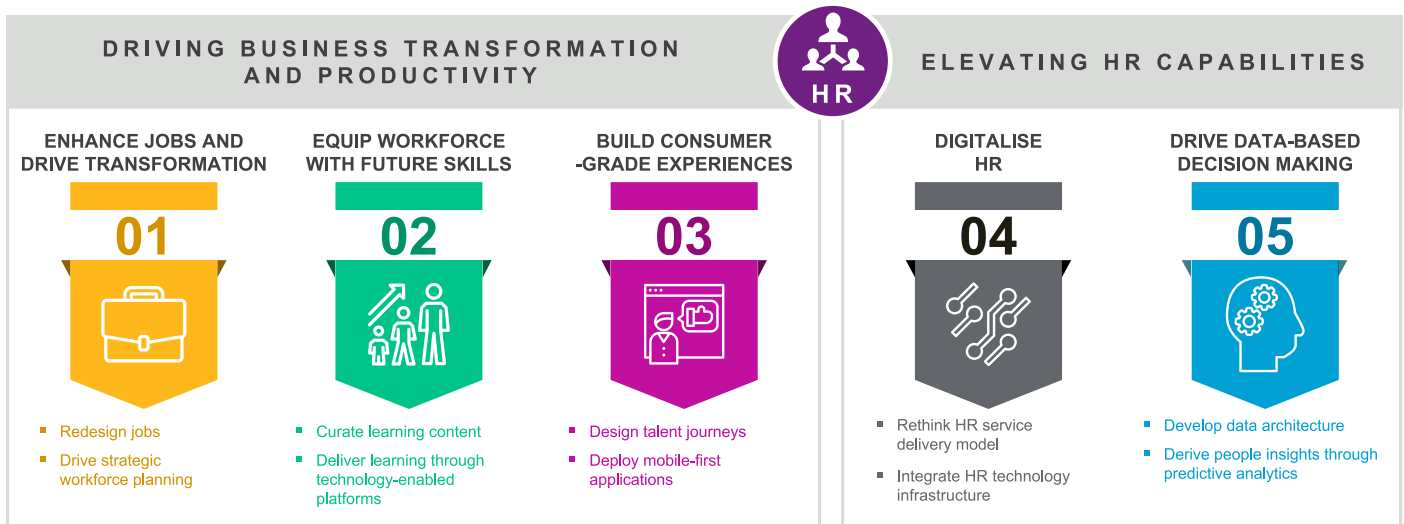 DRIVING BUSINESS TRANSFORMATION
AND PRODUCTIVITY
HR
ELEVATING HR CAPABILITIES
ENHANCE JOBS AND
DRIVE TRANSFORMATION
01
Redesign jobs
Drive strategic
workforce planning
EQUIP WORKFORCE
WITH FUTURE SKILLS
02
Curate learning content
Deliver learning through
technology-enabled
platforms
BUILD CONSUMER
-GRADE EXPERIENCES
03
Design talent journeys
Deploy mobile-first
applications
DIGITALISE
HR
04
Rethink HR service
delivery model
Integrate HR technology
infrastructure
DRIVE DATA-BASED
DECISION MAKING
05
Develop data architecture
Derive people insights through
predictive analytics